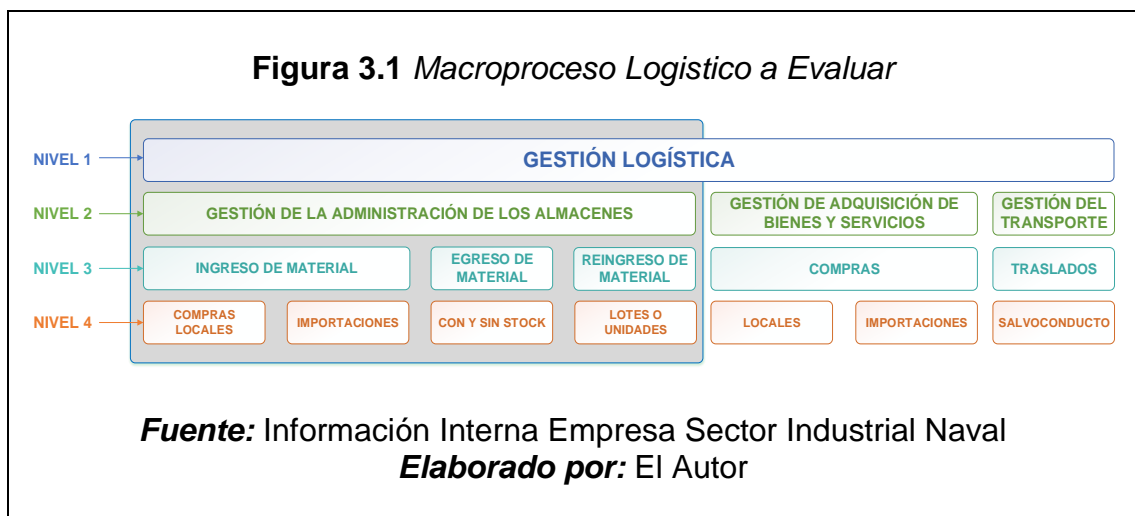 Figura 3.1 Macroproceso Logistico a Evaluar
NIVEL 1
GESTIÓN LOGÍSTICA
NIVEL 2
GESTIÓN DE LA ADMINISTRACIÓN DE LOS ALMACENES
GESTIÓN DE ADQUISICIÓN DE
BIENES Y SERVICIOS
GESTIÓN DEL
TRANSPORTE
NIVEL 3
INGRESO DE MATERIAL
EGRESO DE
MATERIAL
REINGRESO DE
MATERIAL
COMPRAS
TRASLADOS
NIVEL 4
COMPRAS
LOCALES
IMPORTACIONES
CON Y SIN STOCK
LOTES O
UNIDADES
LOCALES
IMPORTACIONES
SALVOCONDUCTO
Fuente: Información Interna Empresa Sector Industrial Naval
Elaborado por: El Autor